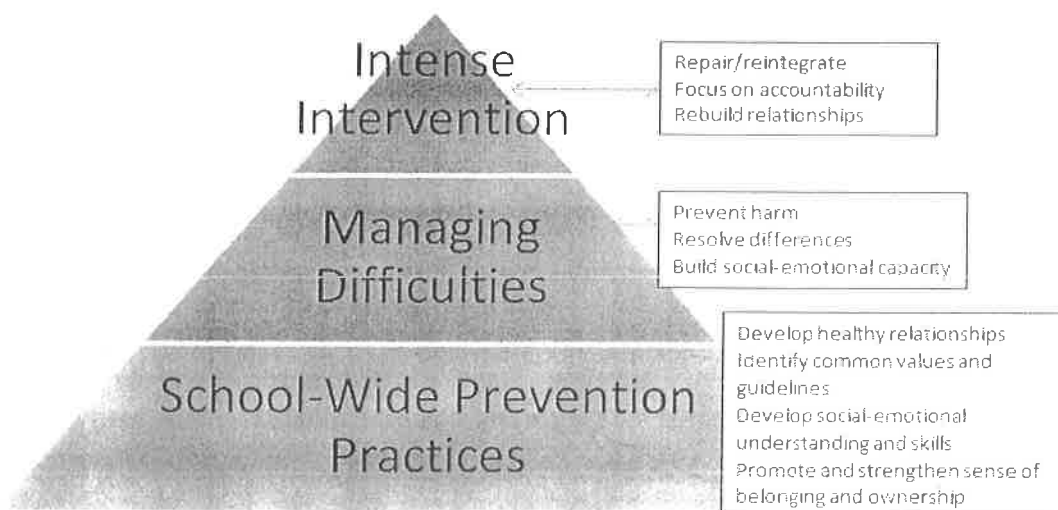 Intense
Intervention
Repair/reintegrate
Focus on accountability
Rebuild relationships
Managing
Difficulties
Prevent harm
Resolve differences
Build social-emotional capacity
School-Wide Prevention
Practices
Develop healthy relationships
Identify common values and
guidelines
Develop social-emotional
understanding and skills
Promote and strengthen sense of
belonging and ownership